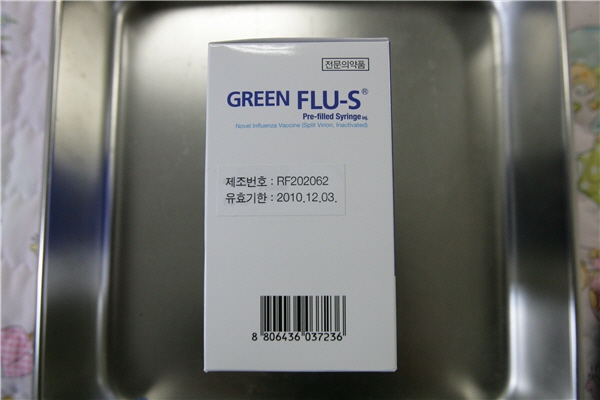 전문의약품
GREEN FLU-S®
Pre-filled Syringe inj.
Novel Influenza Vaccine (Split Virion, Inactivated)
제조번호 : RF202062
유효기한 : 2010.12.03.
8 806436 037236